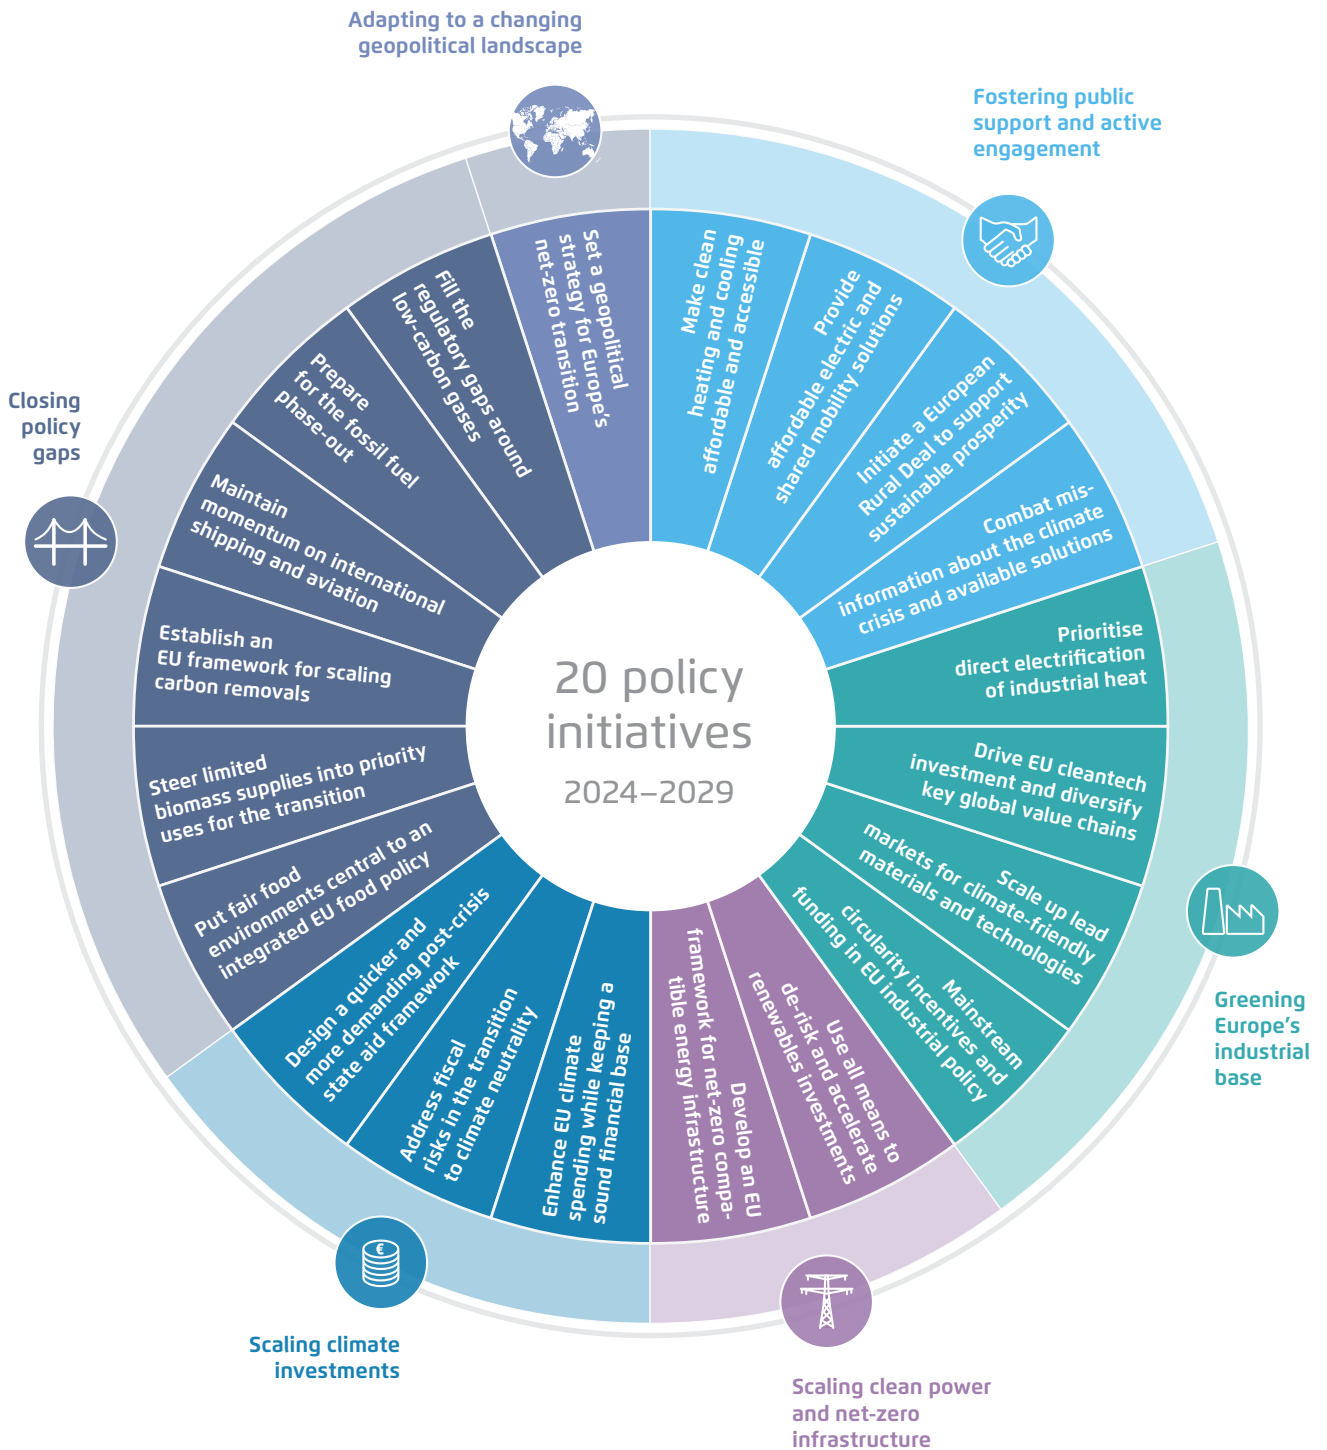 Adapting to a changing
geopolitical landscape
Fostering public
support and active
engagement
Closing
policy
gaps
Greening
Europe's
industrial
base
Scaling climate
investments
Scaling clean power
and net-zero
infrastructure
20 policy
initiatives
2024–2029
Make clean
heating and cooling
affordable and accessible
Provide
affordable electric and
shared mobility solutions
Initiate a European
Rural Deal to support
sustainable prosperity
Combat mis-
information about the climate
crisis and available solutions
Prioritise
direct electrification
of industrial heat
Drive EU cleantech
investment and diversify
key global value chains
Scale up lead
markets for climate-friendly
materials and technologies
Mainstream
circularity incentives and
funding in EU industrial policy
Use all means to
de-risk and accelerate
renewables investments
Develop an EU
framework for net-zero compa-
tible energy infrastructure
Enhance EU climate
spending while keeping a
sound financial base
Address fiscal
risks in the transition
to climate neutrality
Design a quicker and
more demanding post-crisis
state aid framework
Put fair food
environments central to an
integrated EU food policy
Steer limited
biomass supplies into priority
uses for the transition
Establish an
EU framework for scaling
carbon removals
Maintain
momentum on international
shipping and aviation
Prepare
for the fossil fuel
phase-out
Fill the
regulatory gaps around
low-carbon gases
Set a geopolitical
strategy for Europe's
net-zero transition
€